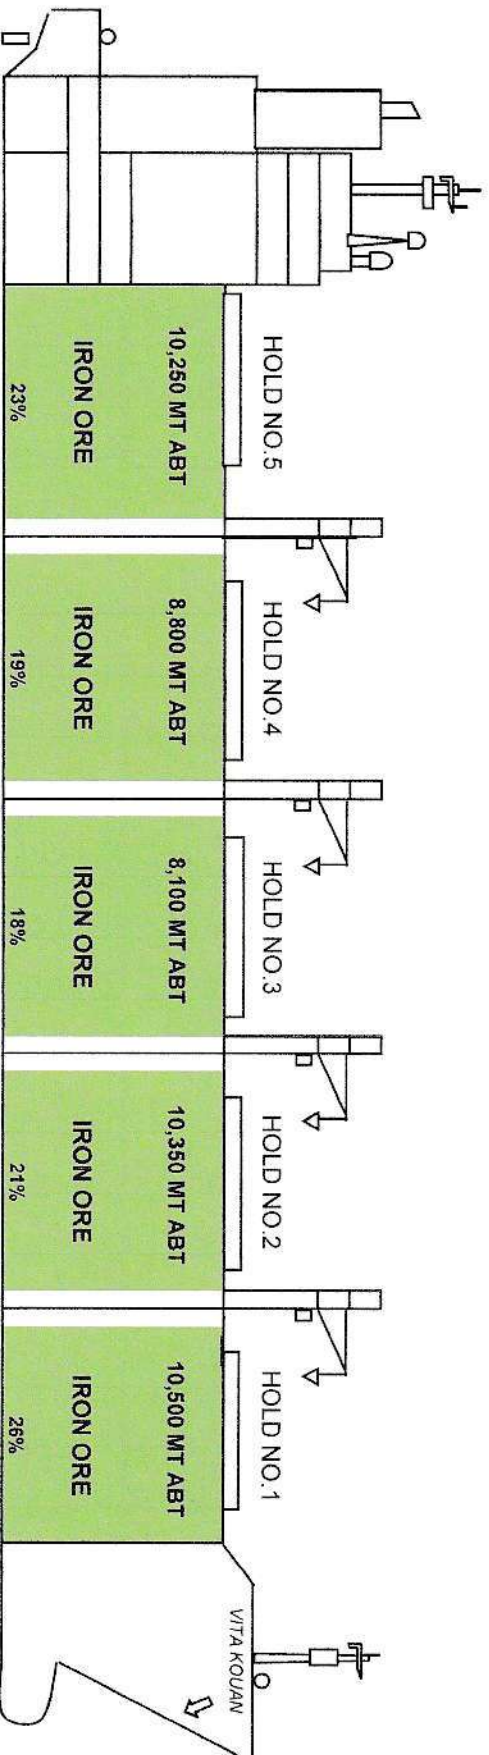 HOLD NO.5
10,250 MT ABT
IRON ORE
23%
HOLD NO.4
8,800 MT ABT
IRON ORE
19%
HOLD NO.3
8,100 MT ABT
IRON ORE
18%
HOLD NO.2
10,350 MT ABT
IRON ORE
21%
HOLD NO.1
10,500 MT ABT
IRON ORE
26%
VITA KOUAN